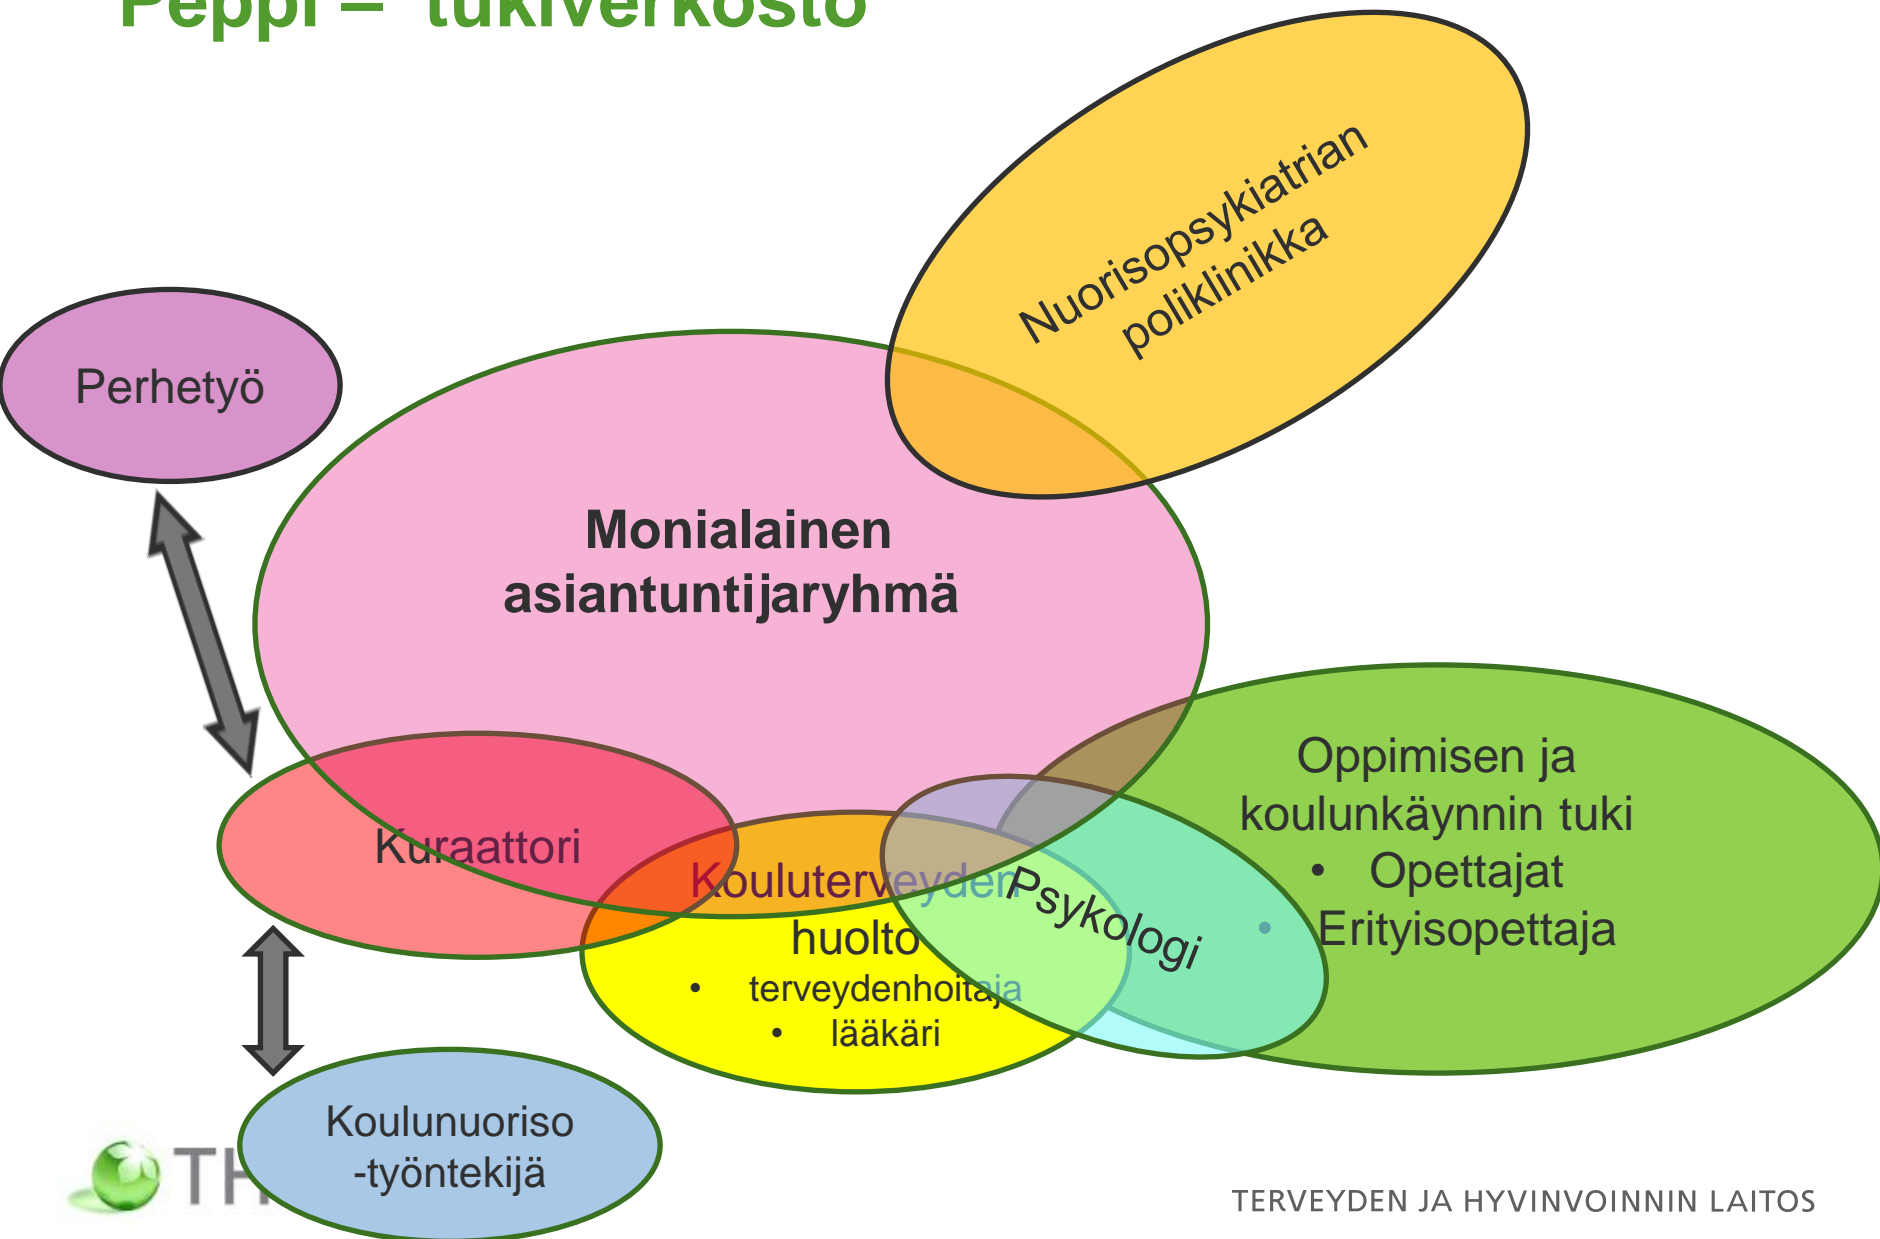 Peppi – tukiverkosto
Nuorisopsykiatrian
poliklinikka
Perhetyö
Monialainen
asiantuntijaryhmä
Oppimisen ja
koulunkäynnin tuki
• Opettajat
• Erityisopettaja
Kuraattori
Kouluterveyden
huolto
• terveydenhoitaja
• lääkäri
Psykologi
Koulunuoriso
-työntekijä
TH
TERVEYDEN JA HYVINVOINNIN LAITOS